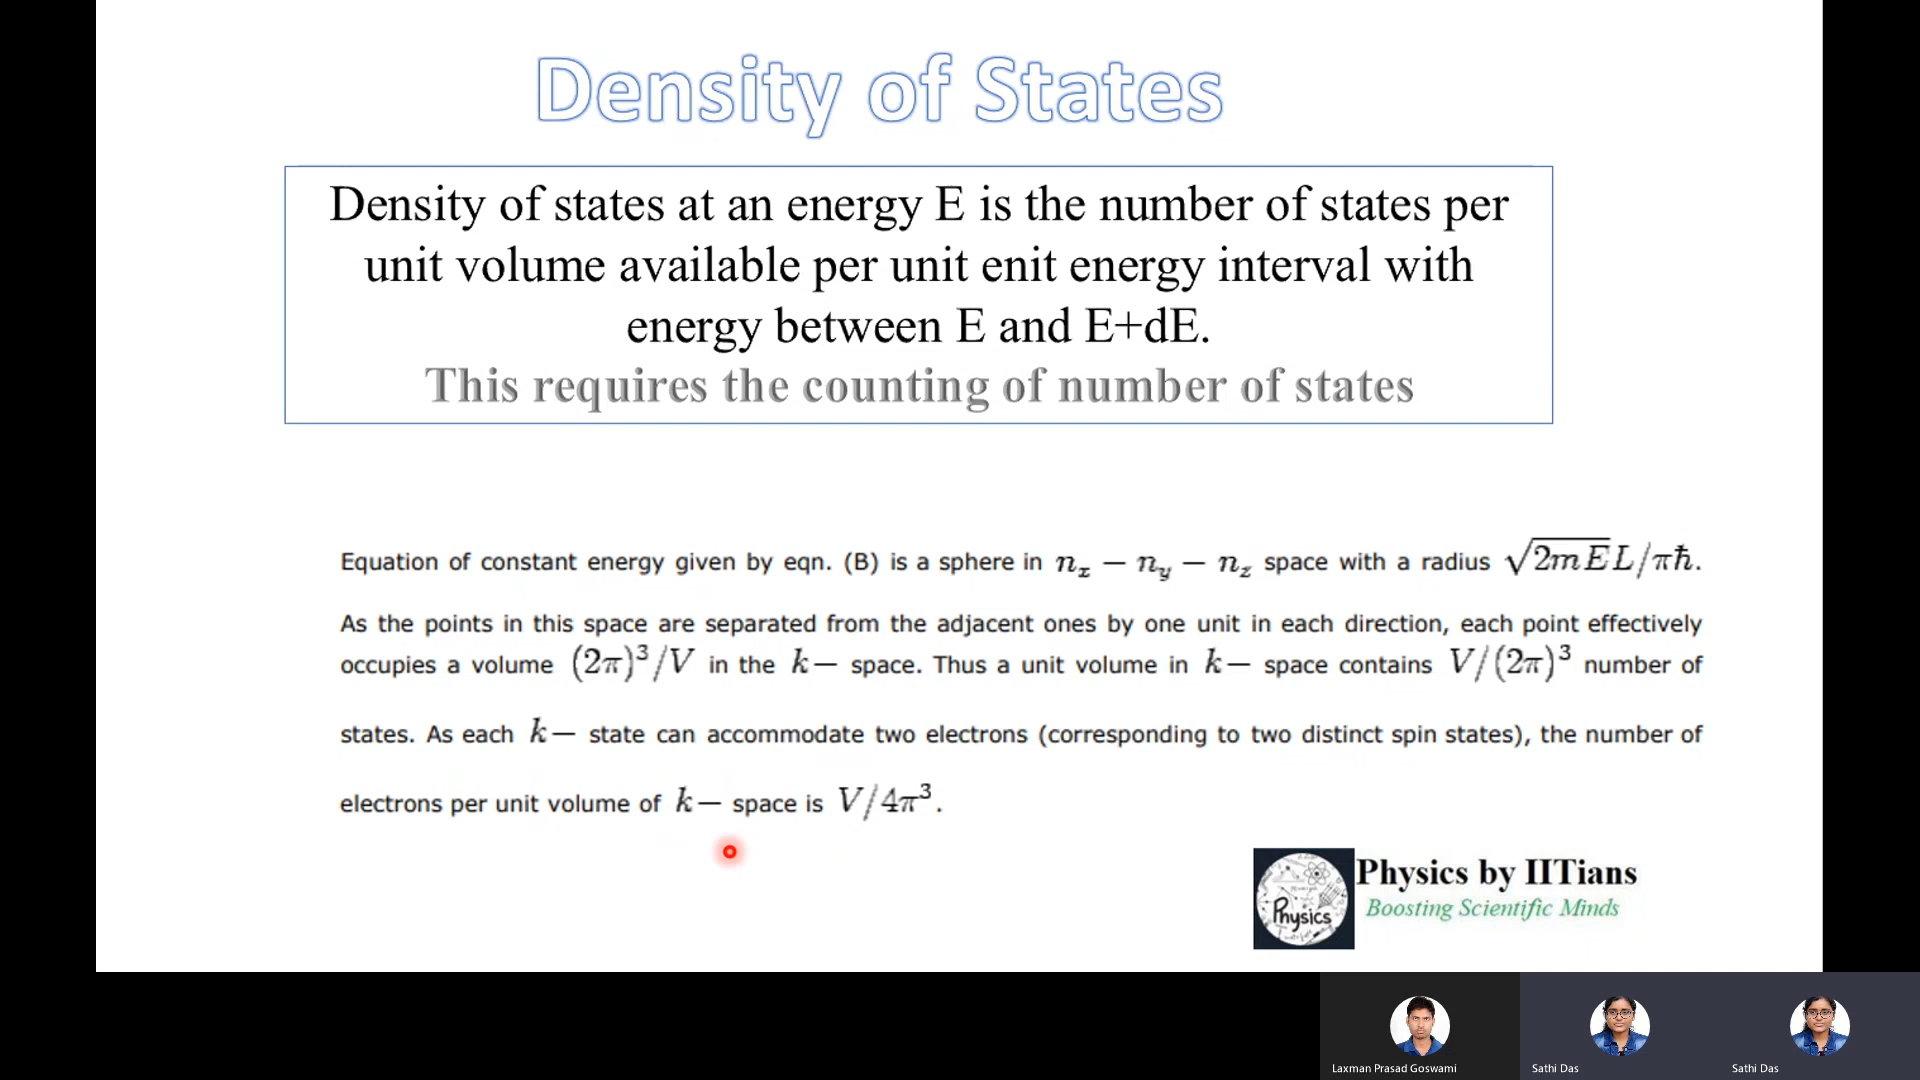 Density of States
Density of states at an energy E is the number of states per
unit volume available per unit enit energy interval with
energy between E and E+dE.
This requires the counting of number of states
Equation of constant energy given by eqn. (B) is a sphere in n_x − n_y − n_z space with a radius √2mE L/πħ.
As the points in this space are separated from the adjacent ones by one unit in each direction, each point effectively
occupies a volume (2π)³/V in the k− space. Thus a unit volume in k− space contains V/(2π)³ number of
states. As each k− state can accommodate two electrons (corresponding to two distinct spin states), the number of
electrons per unit volume of k− space is V/4π³.
Physics
Physics by IITians
Boosting Scientific Minds
Laxman Prasad Goswami
Sathi Das
Sathi Das